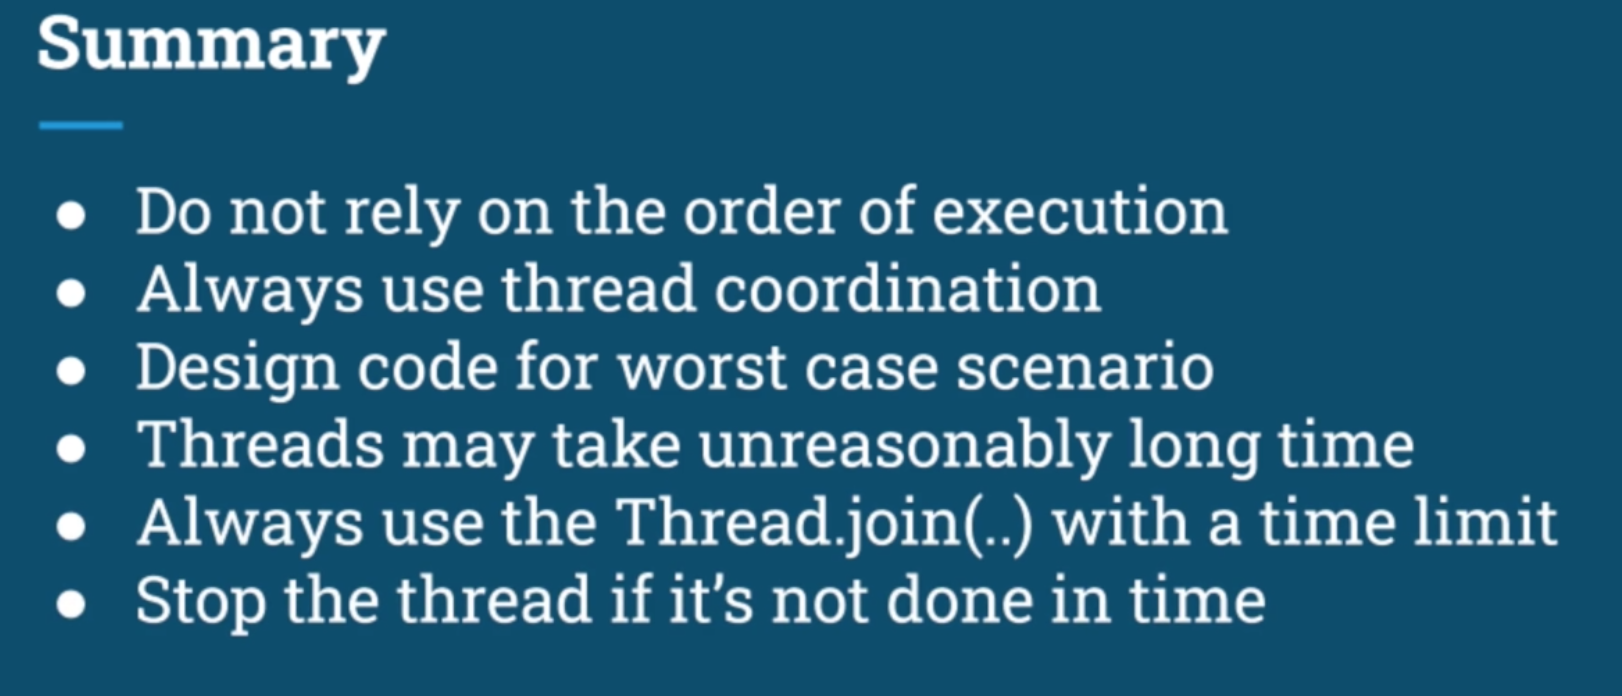 Summary
● Do not rely on the order of execution
● Always use thread coordination
● Design code for worst case scenario
● Threads may take unreasonably long time
● Always use the Thread.join(..) with a time limit
● Stop the thread if it’s not done in time